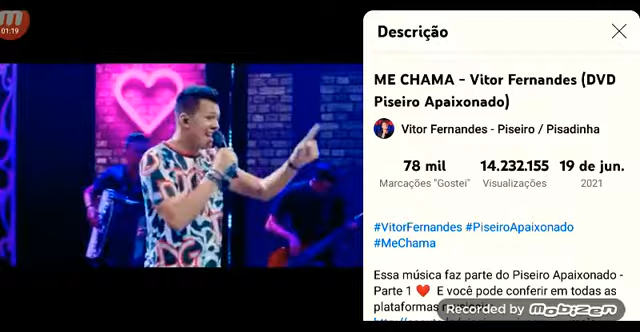 01:19
Descrição
ME CHAMA - Vitor Fernandes (DVD
Piseiro Apaixonado)
Vitor Fernandes - Piseiro / Pisadinha
78 mil 14.232.155 19 de jun.
Marcações "Gostei" Visualizações 2021
#VitorFernandes #PiseiroApaixonado
#MeChama
Essa música faz parte do Piseiro Apaixonado -
Parte 1 ❤️ E você pode conferir em todas as
plataformas
Recorded by Mobizen